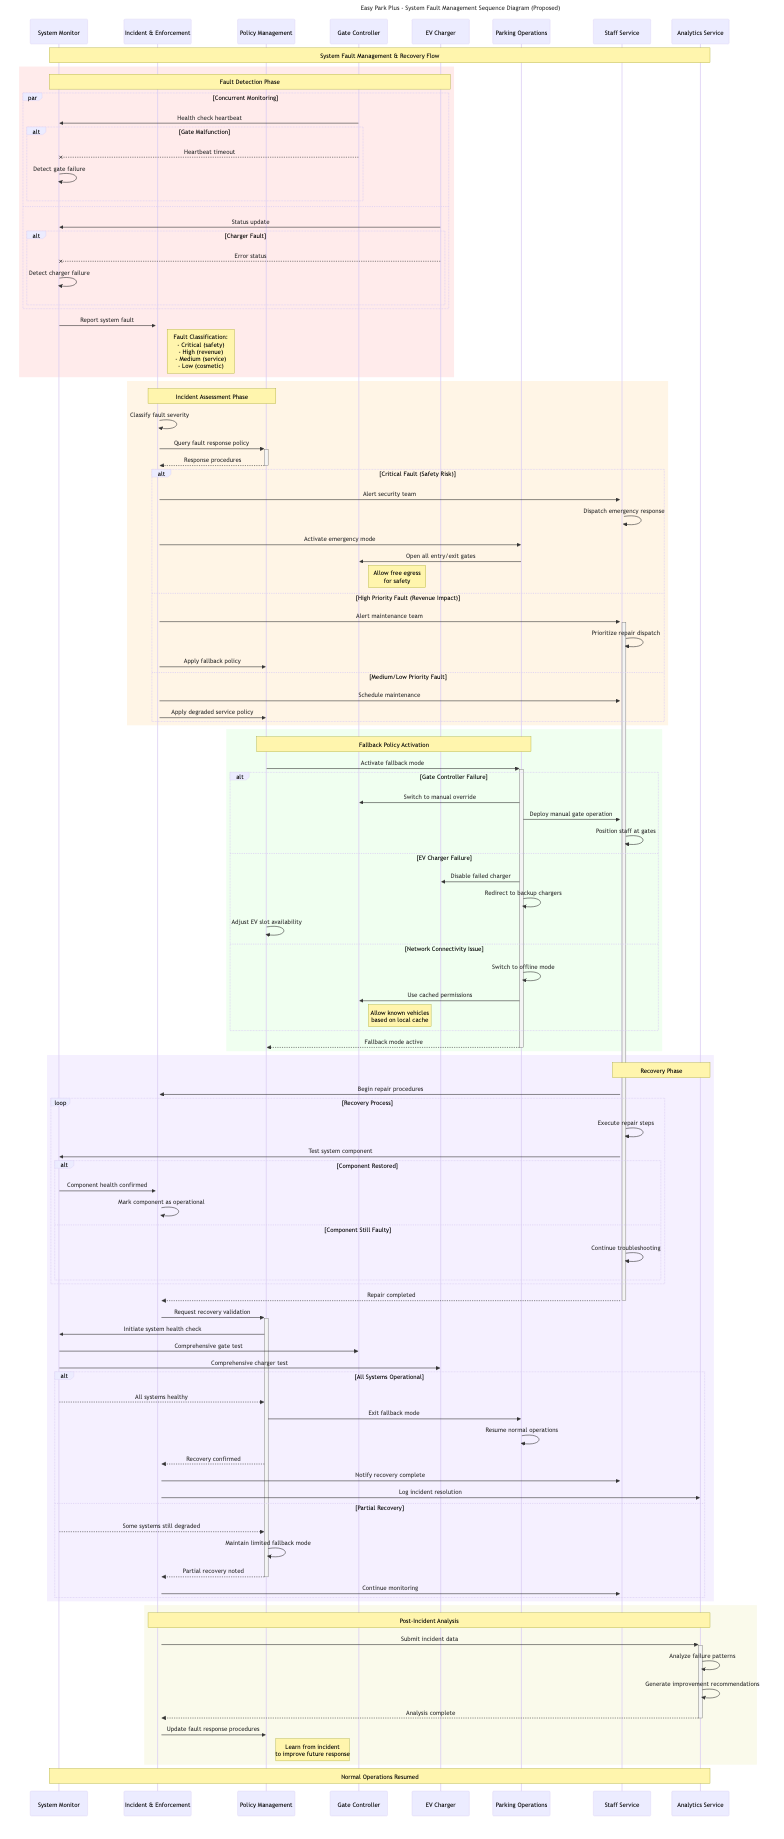 Easy Park Plus - System Fault Management Sequence Diagram (Proposed)
System Monitor
Incident & Enforcement
Policy Management
Gate Controller
EV Charger
Parking Operations
Staff Service
Analytics Service
System Fault Management & Recovery Flow
Fault Detection Phase
par
[Concurrent Monitoring]
Health check heartbeat
alt
[Gate Malfunction]
Heartbeat timeout
Detect gate failure
Status update
alt
[Charger Fault]
Error status
Detect charger failure
Report system fault
Fault Classification:
- Critical (safety)
- High (revenue)
- Medium (service)
- Low (cosmetic)
Incident Assessment Phase
Classify fault severity
Query fault response policy
Response procedures
alt
[Critical Fault (Safety Risk)]
Alert security team
Dispatch emergency response
Activate emergency mode
Open all entry/exit gates
Allow free egress
for safety
[High Priority Fault (Revenue Impact)]
Alert maintenance team
Prioritize repair dispatch
Apply fallback policy
[Medium/Low Priority Fault]
Schedule maintenance
Apply degraded service policy
Fallback Policy Activation
Activate fallback mode
alt
[Gate Controller Failure]
Switch to manual override
Deploy manual gate operation
Position staff at gates
[EV Charger Failure]
Disable failed charger
Redirect to backup chargers
Adjust EV slot availability
[Network Connectivity Issue]
Switch to offline mode
Use cached permissions
Allow known vehicles
based on local cache
Fallback mode active
Recovery Phase
Begin repair procedures
loop
[Recovery Process]
Execute repair steps
Test system component
alt
[Component Restored]
Component health confirmed
Mark component as operational
[Component Still Faulty]
Continue troubleshooting
Repair completed
Request recovery validation
Initiate system health check
Comprehensive gate test
Comprehensive charger test
alt
[All Systems Operational]
All systems healthy
Exit fallback mode
Resume normal operations
Recovery confirmed
Notify recovery complete
Log incident resolution
[Partial Recovery]
Some systems still degraded
Maintain limited fallback mode
Partial recovery noted
Continue monitoring
Post-Incident Analysis
Submit incident data
Analyze failure patterns
Generate improvement recommendations
Analysis complete
Update fault response procedures
Learn from incident
to improve future response
Normal Operations Resumed
System Monitor
Incident & Enforcement
Policy Management
Gate Controller
EV Charger
Parking Operations
Staff Service
Analytics Service